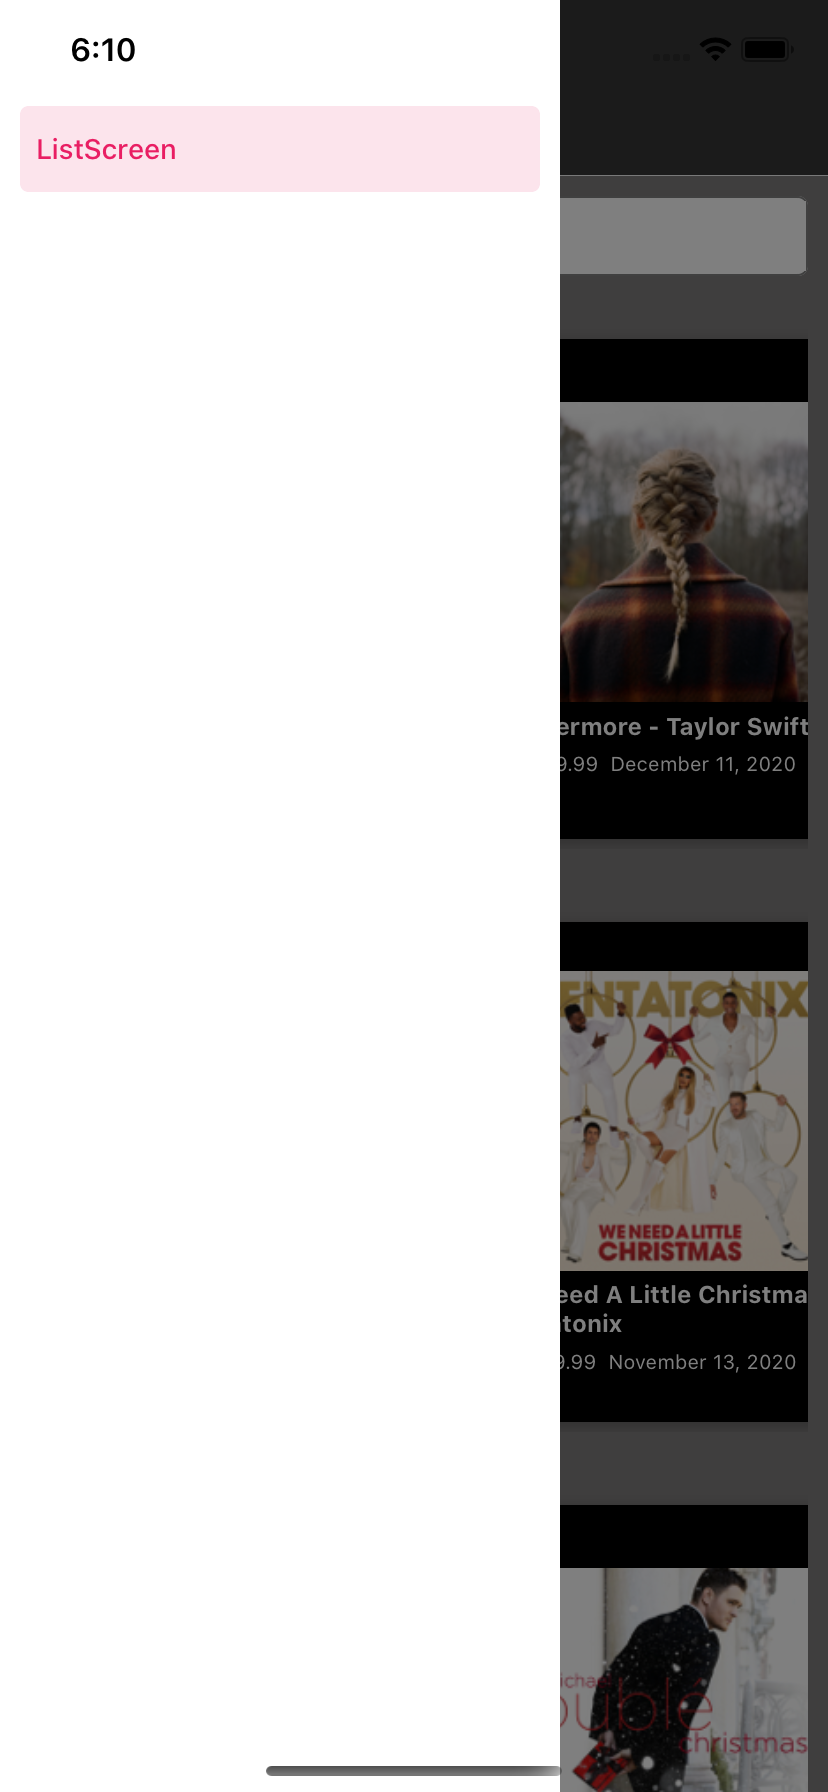 6:10
ListScreen
ermore - Taylor Swift
9.99 December 11, 2020
ENTATONIX
WE NEED A LITTLE
CHRISTMAS
eed A Little Christma
tonix
9.99 November 13, 2020
ichae
ublé
christmas